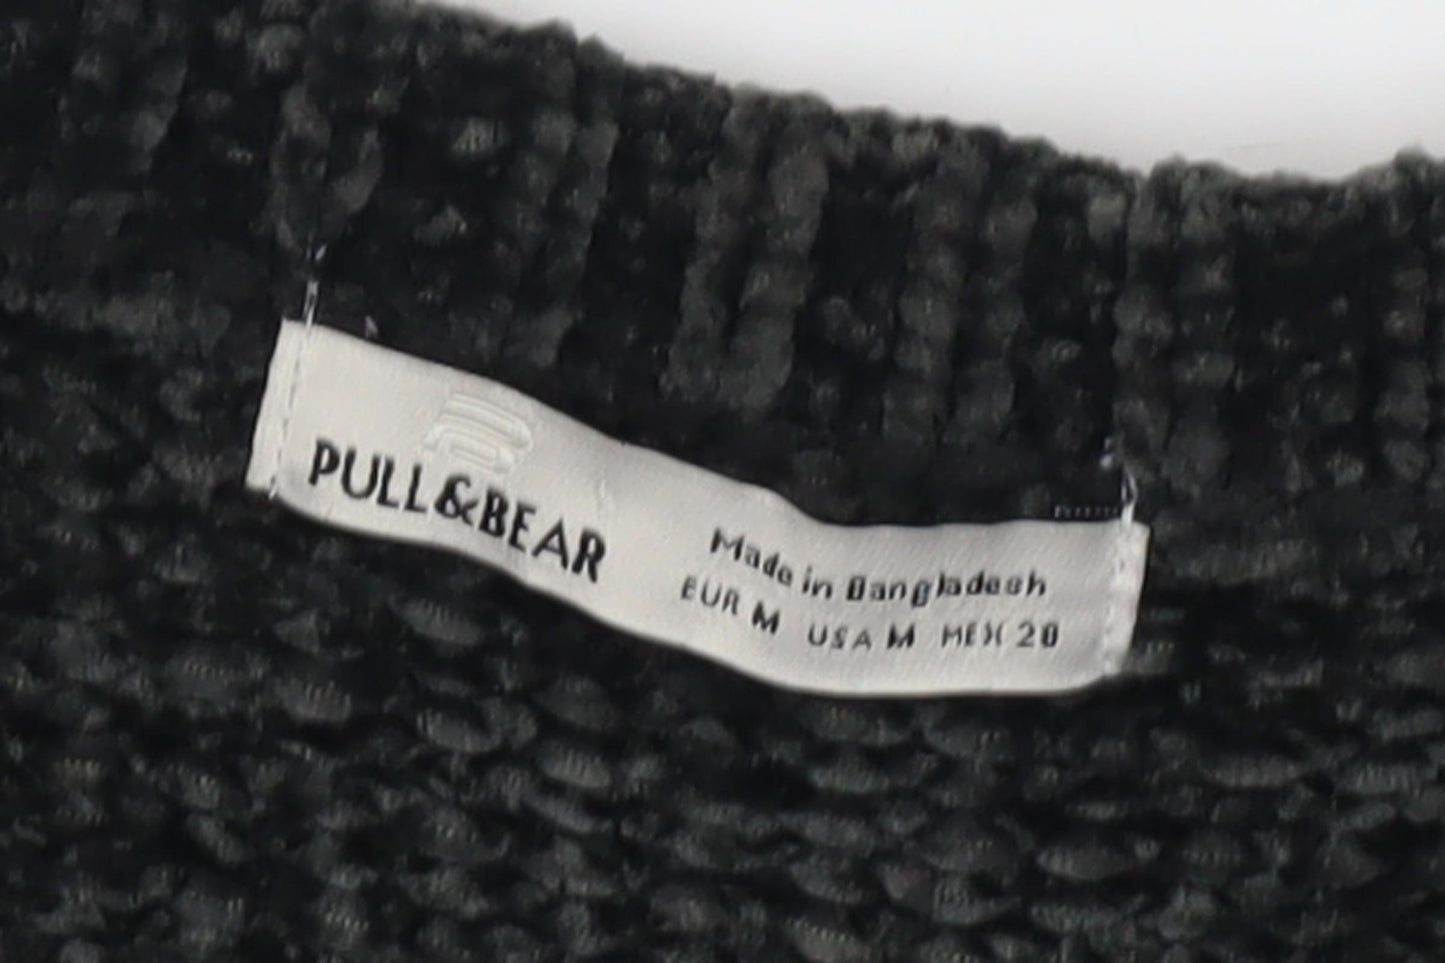 PULL&BEAR
Made in Bangladesh
EUR M USA M MEX 28